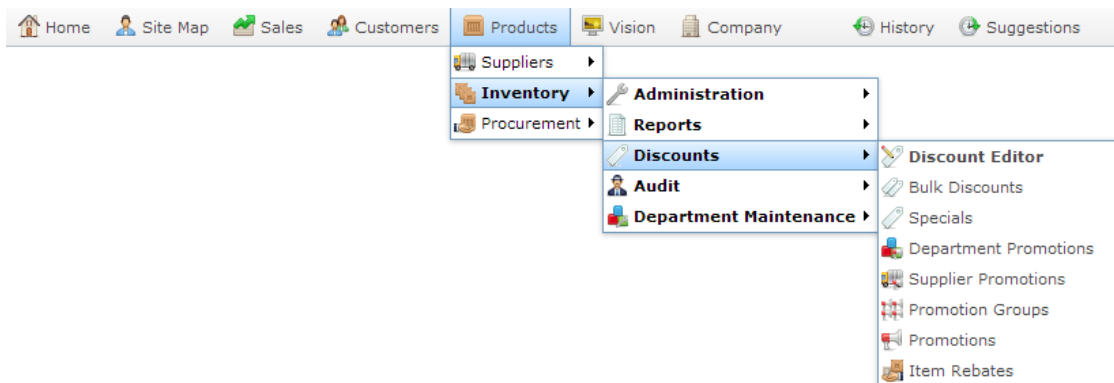 Home Site Map Sales Customers Products Vision Company History Suggestions
Suppliers
Inventory Administration
Procurement Reports
Discounts Discount Editor
Audit Bulk Discounts
Department Maintenance Specials
Department Promotions
Supplier Promotions
Promotion Groups
Promotions
Item Rebates